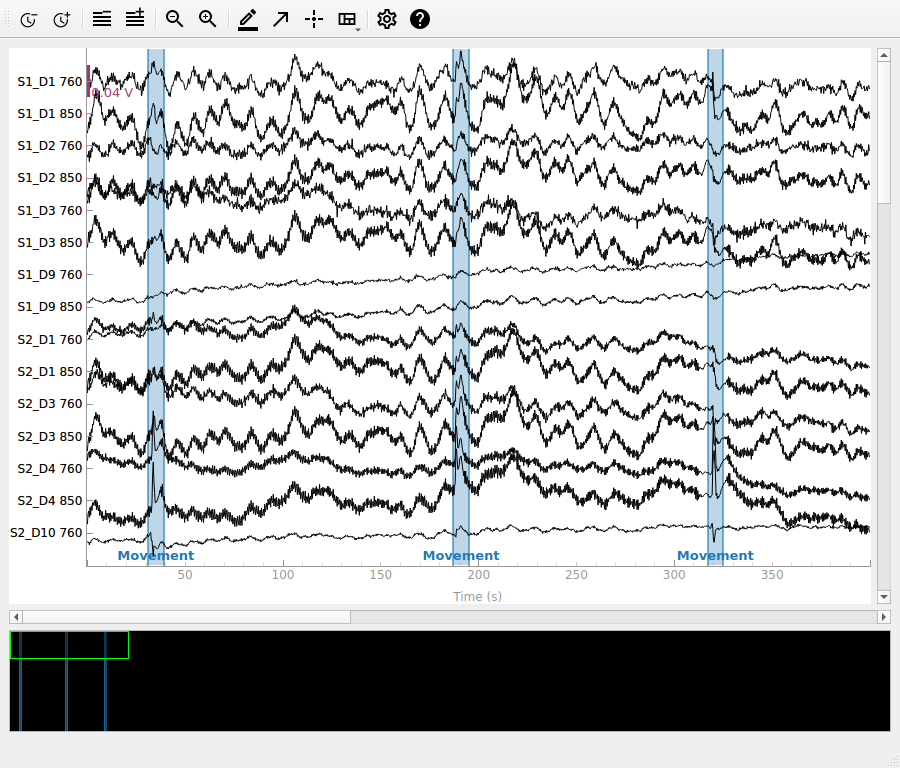 S1_D1 760
0.04 V
S1_D1 850
S1_D2 760
S1_D2 850
S1_D3 760
S1_D3 850
S1_D9 760
S1_D9 850
S2_D1 760
S2_D1 850
S2_D3 760
S2_D3 850
S2_D4 760
S2_D4 850
S2_D10 760
Movement Movement Movement
50 100 150 200 250 300 350
Time (s)